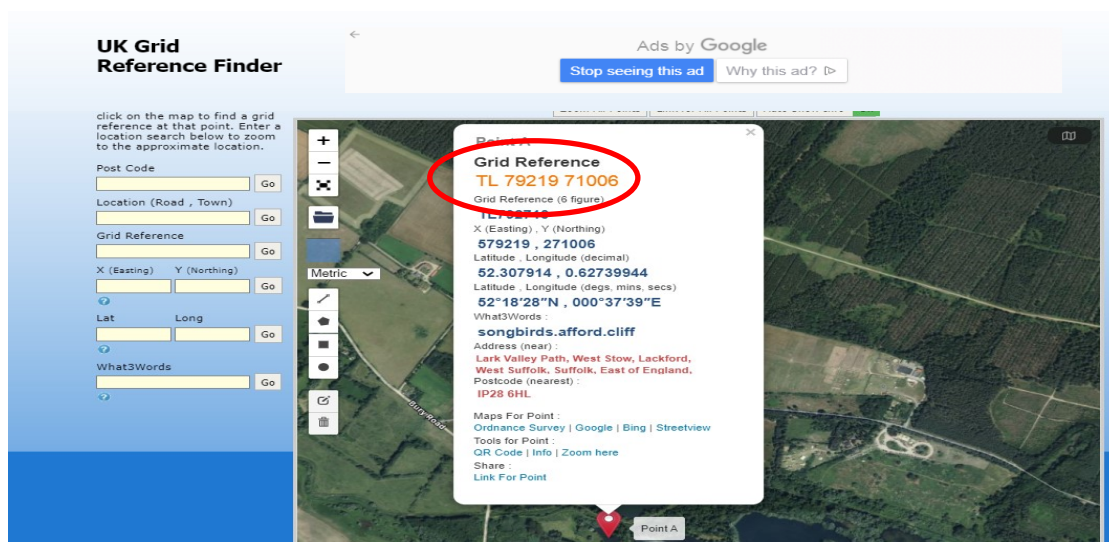 UK Grid
Reference Finder
Ads by Google
Stop seeing this ad Why this ad?
click on the map to find a grid
reference at that point. Enter a
location search below to zoom
to the approximate location.
Post Code
Go
Location (Road , Town)
Go
Grid Reference
Go
X (Easting) Y (Northing)
Go
Lat Long
Go
What3Words
Go
+
−
Metric
Bury Road
Point A
Grid Reference
TL 79219 71006
Grid Reference (6 figure)
X (Easting) , Y (Northing)
579219 , 271006
Latitude , Longitude (decimal)
52.307914 , 0.62739944
Latitude , Longitude (degs, mins, secs)
52°18′28″N , 000°37′39″E
What3Words :
songbirds.afford.cliff
Address (near) :
Lark Valley Path, West Stow, Lackford,
West Suffolk, Suffolk, East of England,
Postcode (nearest) :
IP28 6HL
Maps For Point :
Ordnance Survey | Google | Bing | Streetview
Tools for Point :
QR Code | Info | Zoom here
Share :
Link For Point
Point A